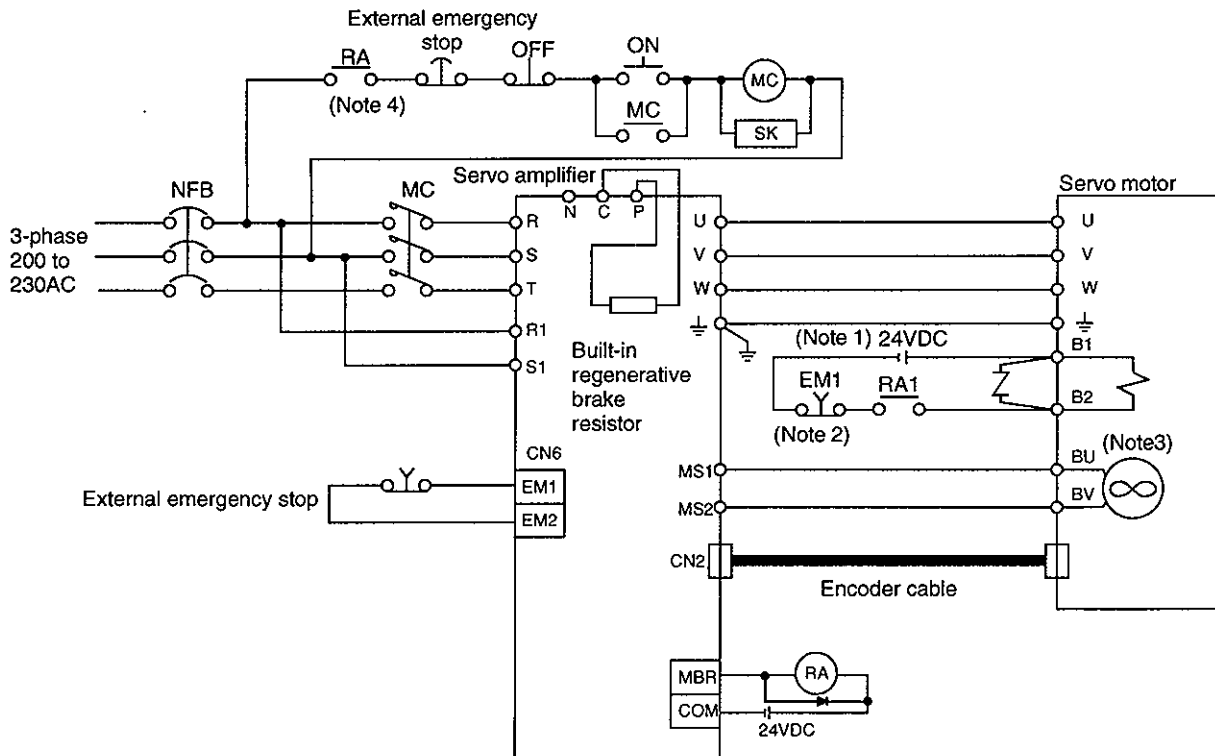 External emergency
stop
RA
OFF
ON
MC
(Note 4)
MC
SK
Servo amplifier
Servo motor
NFB
MC
N
C
P
3-phase
200 to
230AC
R
U
U
S
V
V
T
W
W
R1
S1
Built-in
regenerative
brake
resistor
(Note 1) 24VDC
B1
EM1
RA1
B2
(Note 2)
CN6
External emergency stop
EM1
EM2
MS1
BU
(Note3)
MS2
BV
CN2
Encoder cable
MBR
RA
COM
24VDC